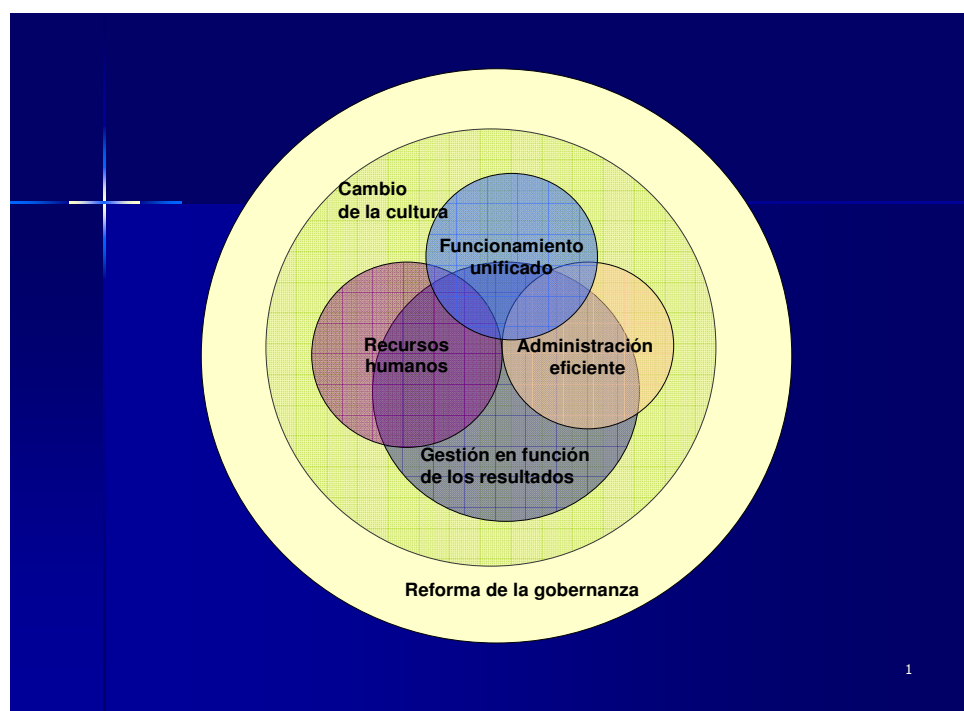 Cambio
de la cultura
Funcionamiento
unificado
Recursos
humanos
Administración
eficiente
Gestión en función
de los resultados
Reforma de la gobernanza
1